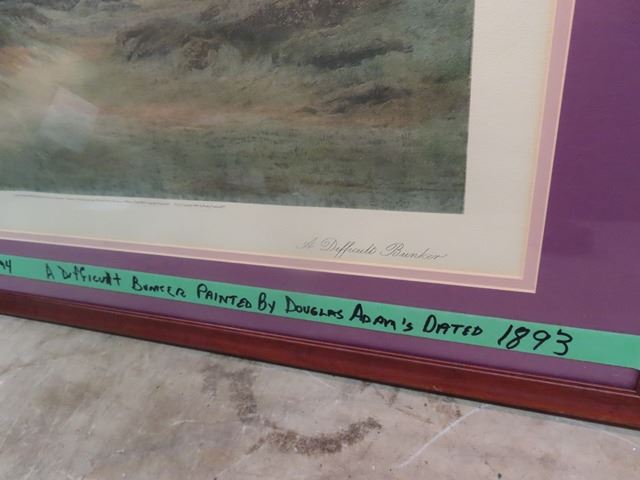 A Difficult Bunker
A DifficUlt BUNKER PAINTED BY DOUGLAS ADAM'S DATED 1893